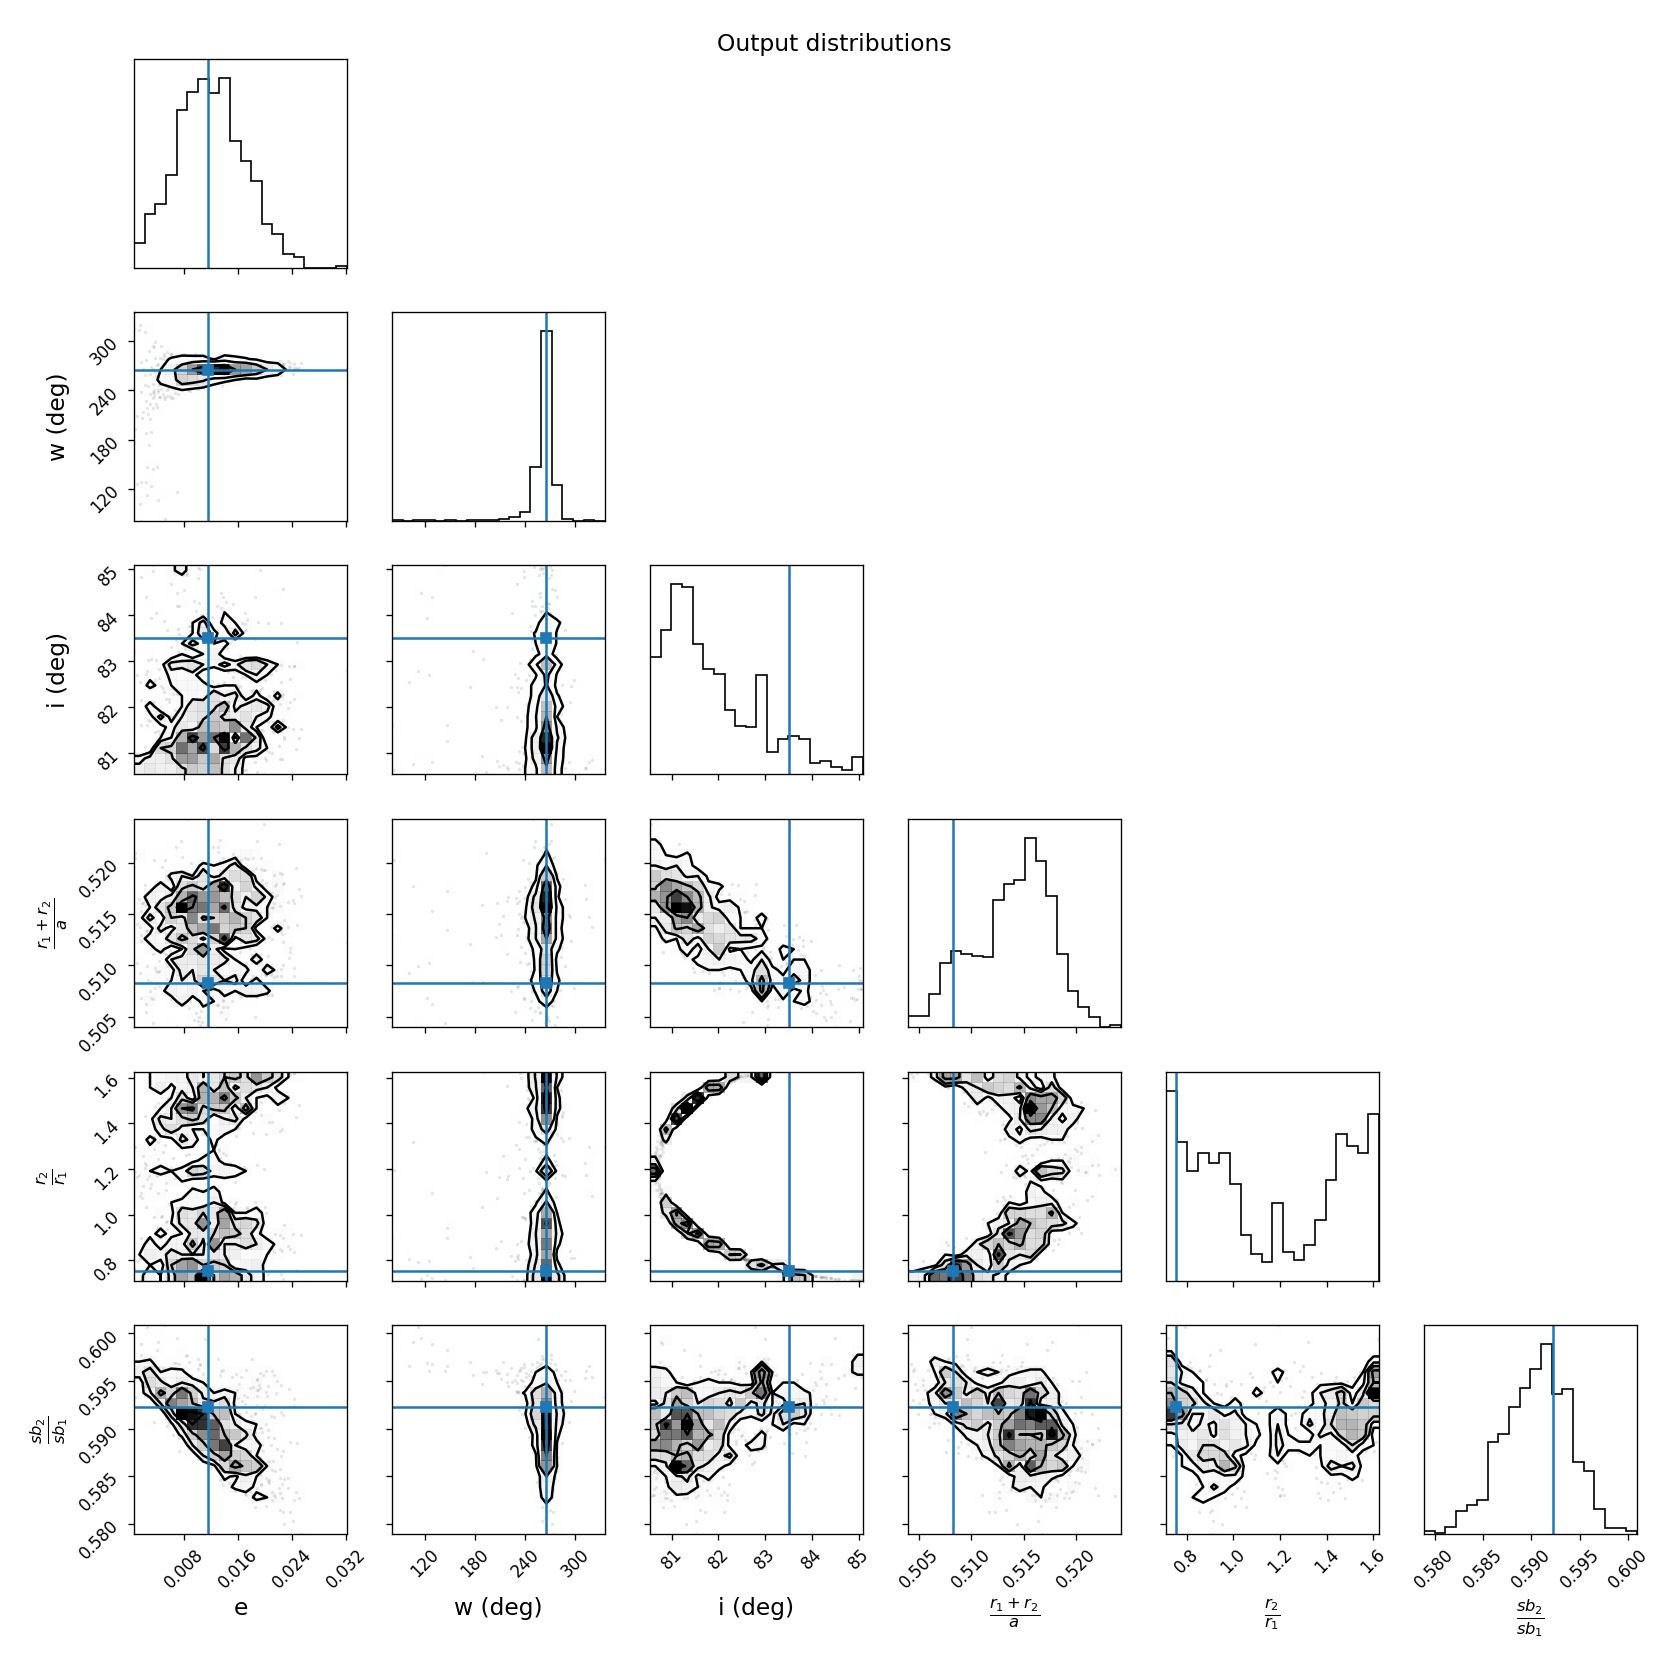 Output distributions
w (deg)
300
240
180
120
i (deg)
85
84
83
82
81
r₁ + r₂
a
0.520
0.515
0.510
0.505
r₂
r₁
1.6
1.4
1.2
1.0
0.8
sb₂
sb₁
0.600
0.595
0.590
0.585
0.580
0.008 0.016 0.024 0.032 120 180 240 300 81 82 83 84 85 0.505 0.510 0.515 0.520 0.8 1.0 1.2 1.4 1.6 0.580 0.585 0.590 0.595 0.600
e w (deg) i (deg) r₁ + r₂ r₂ sb₂
a r₁ sb₁